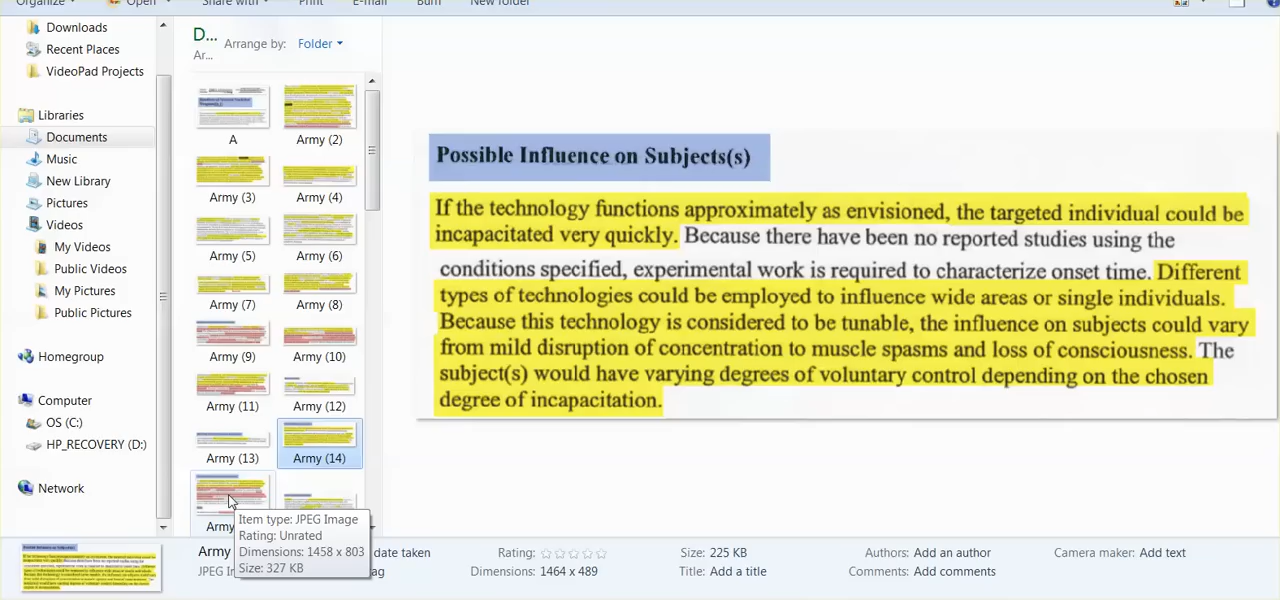 Organize
Open
Share with
Print
E-mail
Burn
New folder
Downloads
Recent Places
VideoPad Projects
Libraries
Documents
Music
New Library
Pictures
Videos
My Videos
Public Videos
My Pictures
Public Pictures
Homegroup
Computer
OS (C:)
HP_RECOVERY (D:)
Network
D...
Ar...
Arrange by: Folder
A
Army (2)
Army (3)
Army (4)
Army (5)
Army (6)
Army (7)
Army (8)
Army (9)
Army (10)
Army (11)
Army (12)
Army (13)
Army (14)
Army
Item type: JPEG Image
Rating: Unrated
Dimensions: 1458 x 803
Size: 327 KB
Possible Influence on Subjects(s)
If the technology functions approximately as envisioned, the targeted individual could be
incapacitated very quickly. Because there have been no reported studies using the
conditions specified, experimental work is required to characterize onset time. Different
types of technologies could be employed to influence wide areas or single individuals.
Because this technology is considered to be tunable, the influence on subjects could vary
from mild disruption of concentration to muscle spasms and loss of consciousness. The
subject(s) would have varying degrees of voluntary control depending on the chosen
degree of incapacitation.
Army
date taken
Rating:
Size: 225
Authors: Add an author
Camera maker: Add text
Dimensions: 1464 x 489
Title: Add a
Comments: Add comments